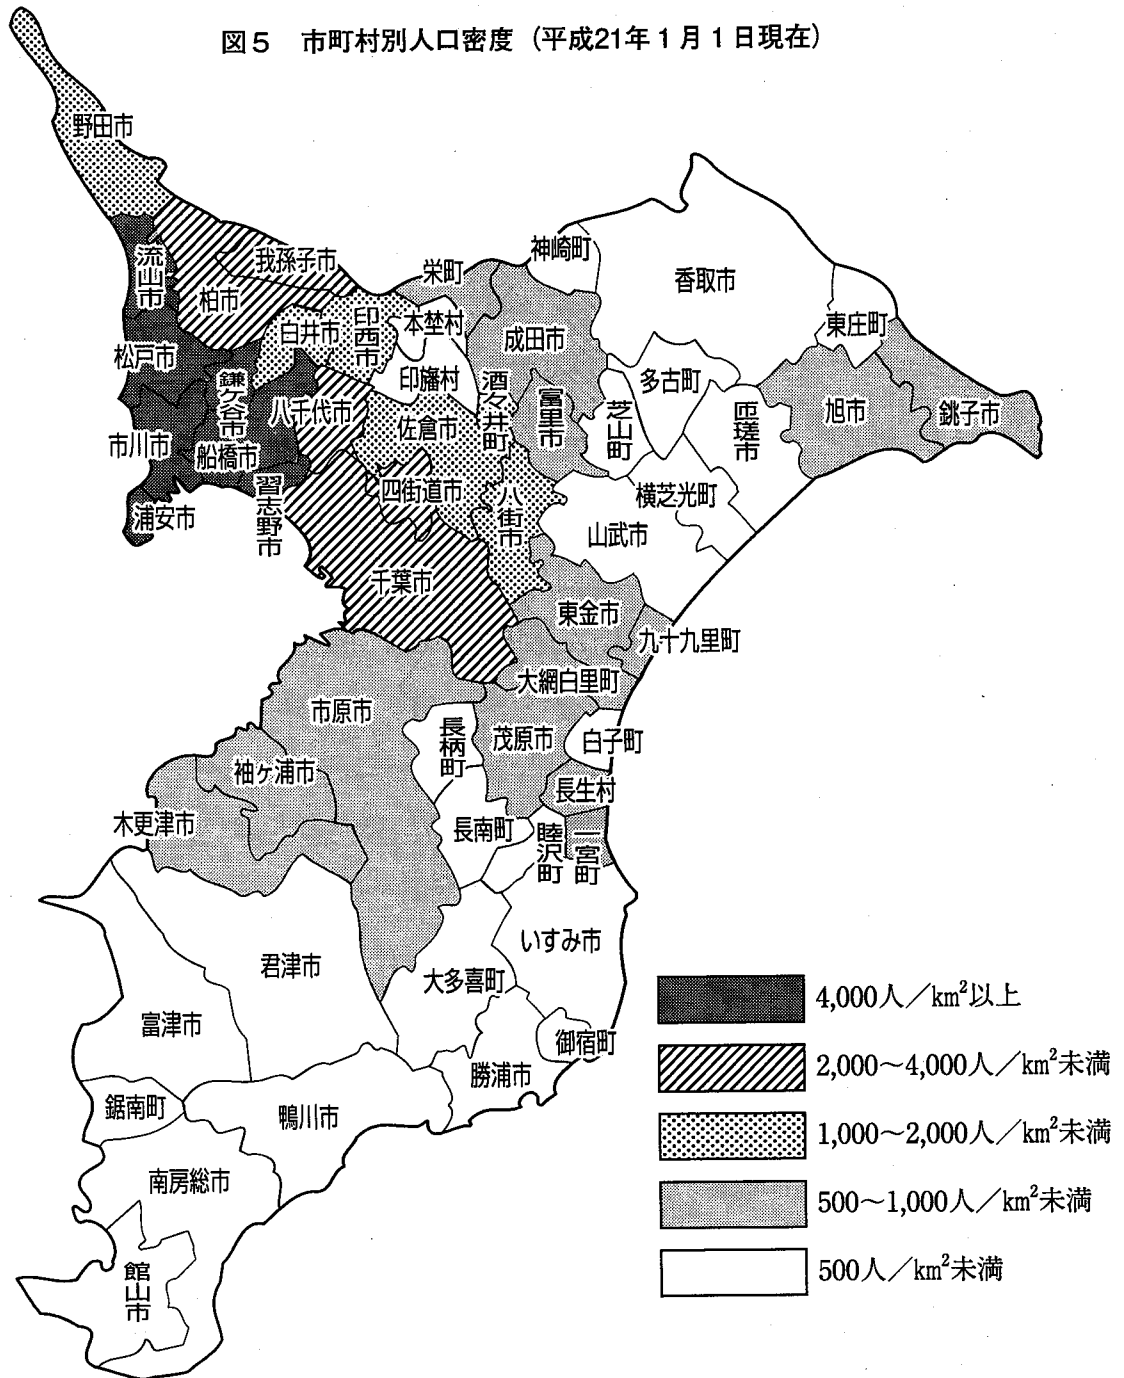 図5 市町村別人口密度（平成21年1月1日現在）
野田市
流山市
柏市
我孫子市
栄町
神崎町
香取市
東庄町
松戸市
鎌ケ谷市
白井市
印西市
本埜村
成田市
印旛村
酒々井町
富里市
芝山町
多古町
匝瑳市
旭市
銚子市
市川市
船橋市
八千代市
佐倉市
浦安市
習志野市
四街道市
八街市
横芝光町
山武市
千葉市
東金市
九十九里町
大網白里町
市原市
長柄町
茂原市
白子町
袖ケ浦市
長生村
木更津市
長南町
睦沢町
一宮町
君津市
いすみ市
大多喜町
富津市
御宿町
勝浦市
鋸南町
鴨川市
南房総市
館山市
4,000人／km²以上
2,000～4,000人／km²未満
1,000～2,000人／km²未満
500～1,000人／km²未満
500人／km²未満